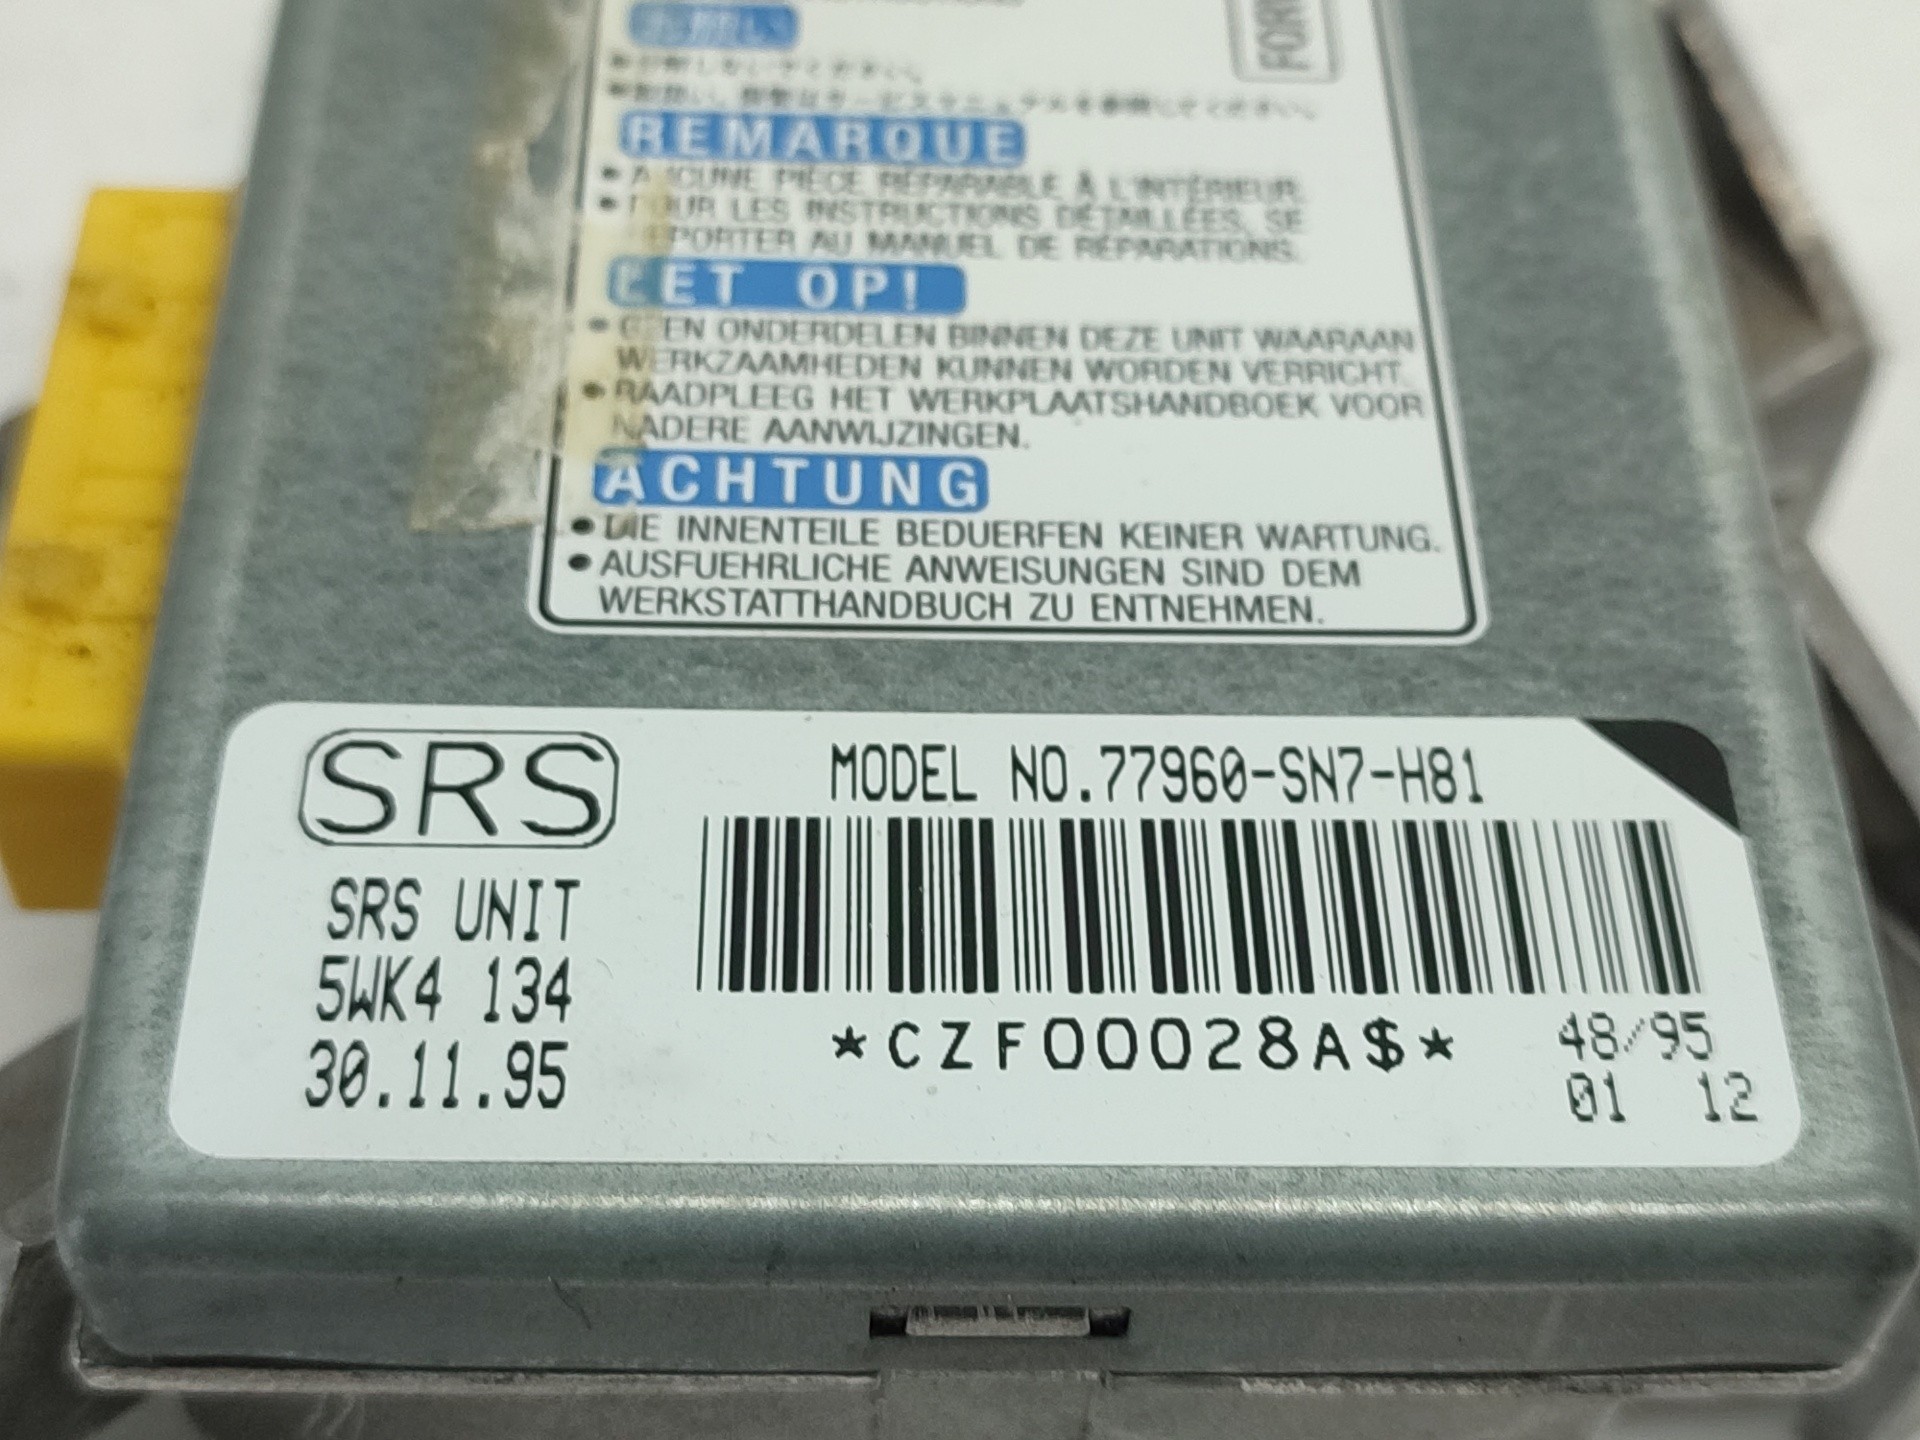 FOR
REMARQUE
• AUCUNE PIÈCE RÉPARABLE À L'INTÉRIEUR.
• POUR LES INSTRUCTIONS DÉTAILLÉES, SE
REPORTER AU MANUEL DE RÉPARATIONS.
LET OP!
• GEEN ONDERDELEN BINNEN DEZE UNIT WAARAAN
WERKZAAMHEDEN KUNNEN WORDEN VERRICHT.
• RAADPLEEG HET WERKPLAATSHANDBOEK VOOR
NADERE AANWIJZINGEN.
ACHTUNG
• DIE INNENTEILE BEDUERFEN KEINER WARTUNG.
• AUSFUEHRLICHE ANWEISUNGEN SIND DEM
WERKSTATTHANDBUCH ZU ENTNEHMEN.
SRS
MODEL NO.77960-SN7-H81
SRS UNIT
5WK4 134
30.11.95
*CZF00028A$*
48/95
01 12